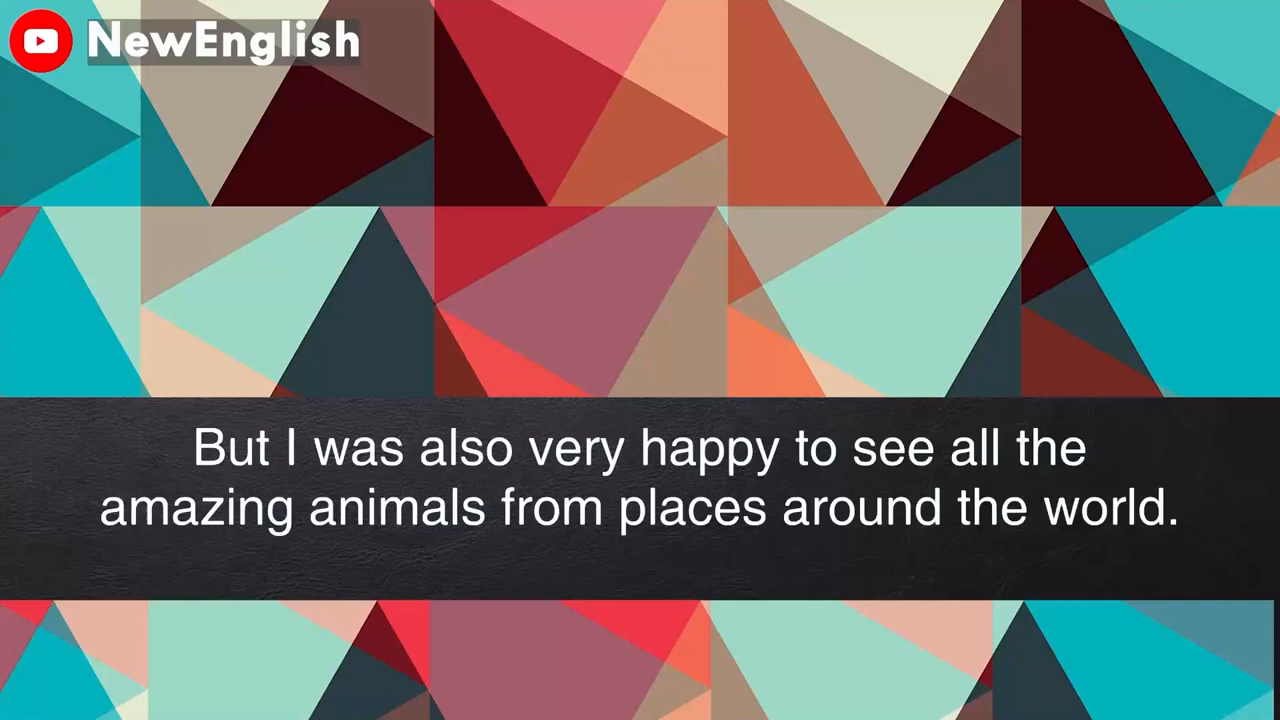 NewEnglish
But I was also very happy to see all the
amazing animals from places around the world.